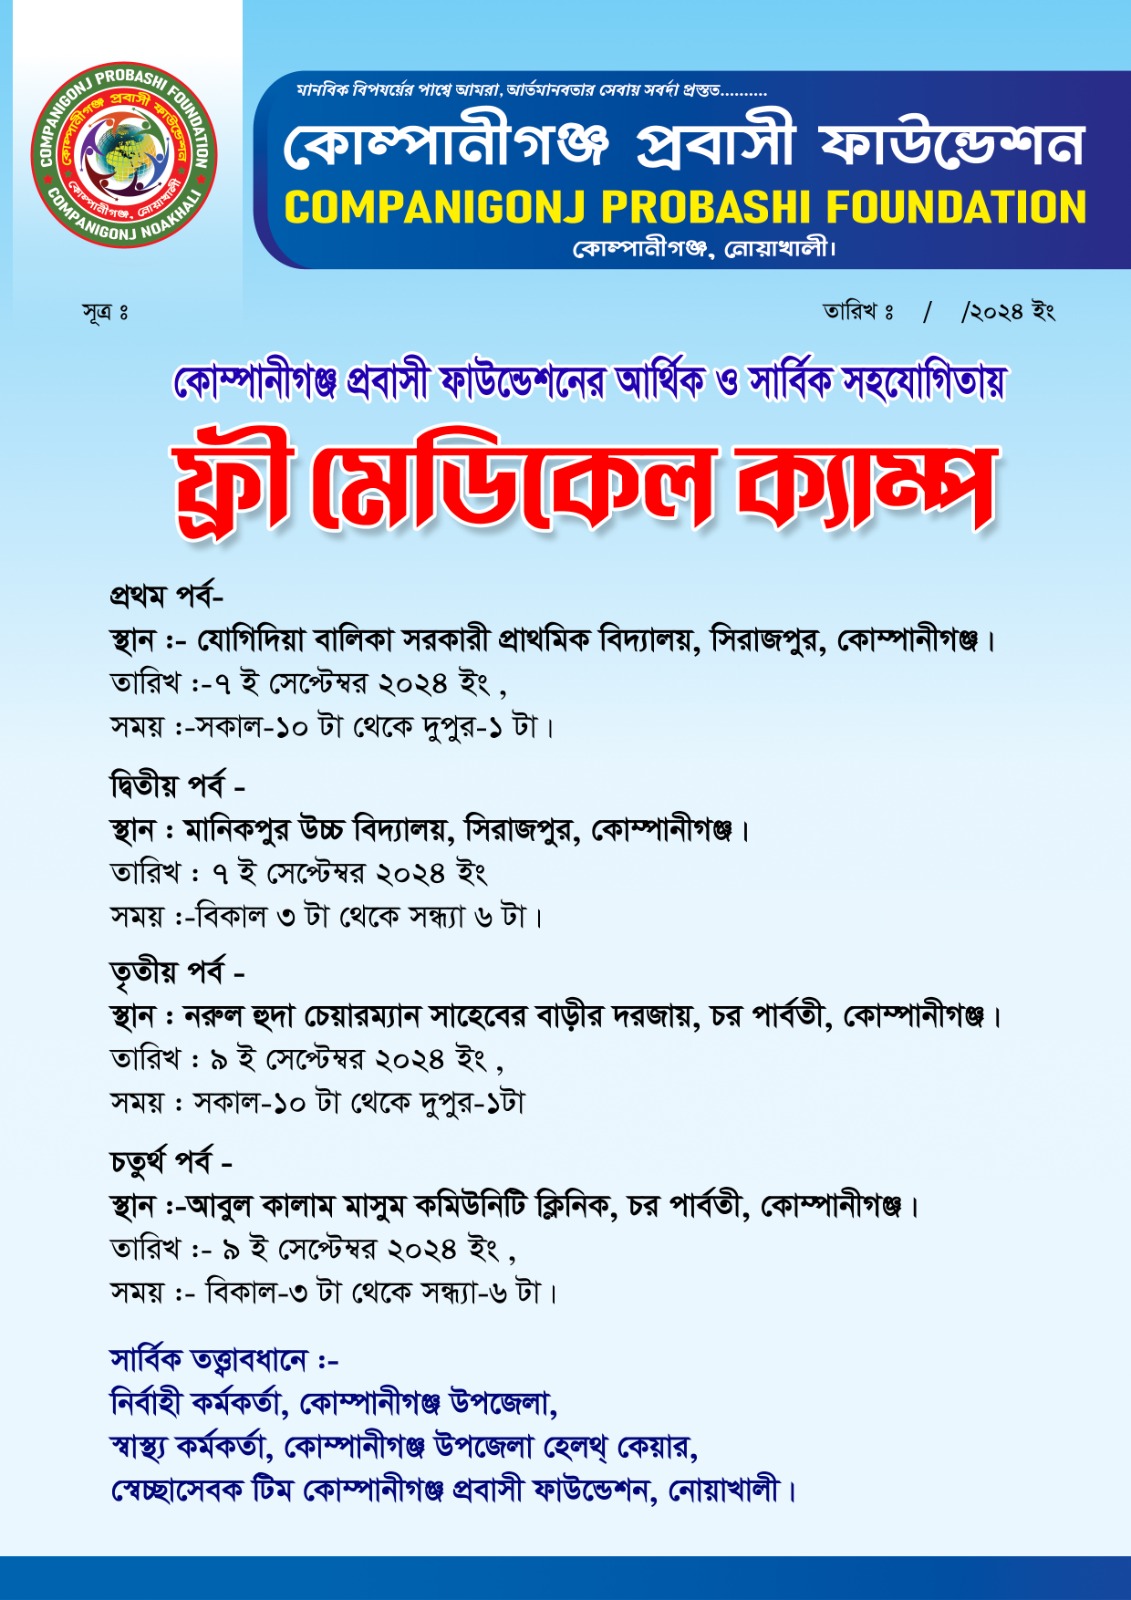 COMPANIGONJ PROBASHI FOUNDATION
কোম্পানীগঞ্জ প্রবাসী ফাউন্ডেশন
কোম্পানীগঞ্জ, নোয়াখালী
COMPANIGONJ NOAKHALI
মানবিক বিপযর্য়ের পাশ্বে আমরা, আর্তমানবতার সেবায় সবর্দা প্রস্তত..........
কোম্পানীগঞ্জ প্রবাসী ফাউন্ডেশন
COMPANIGONJ PROBASHI FOUNDATION
কোম্পানীগঞ্জ, নোয়াখালী।
সূত্র ঃ
তারিখ ঃ / /২০২৪ ইং
কোম্পানীগঞ্জ প্রবাসী ফাউন্ডেশনের আর্থিক ও সার্বিক সহযোগিতায়
ফ্রী মেডিকেল ক্যাম্প
প্রথম পর্ব-
স্থান :- যোগিদিয়া বালিকা সরকারী প্রাথমিক বিদ্যালয়, সিরাজপুর, কোম্পানীগঞ্জ।
তারিখ :-৭ ই সেপ্টেম্বর ২০২৪ ইং ,
সময় :-সকাল-১০ টা থেকে দুপুর-১ টা।
দ্বিতীয় পর্ব -
স্থান : মানিকপুর উচ্চ বিদ্যালয়, সিরাজপুর, কোম্পানীগঞ্জ।
তারিখ : ৭ ই সেপ্টেম্বর ২০২৪ ইং
সময় :-বিকাল ৩ টা থেকে সন্ধ্যা ৬ টা।
তৃতীয় পর্ব -
স্থান : নরুল হুদা চেয়ারম্যান সাহেবের বাড়ীর দরজায়, চর পার্বতী, কোম্পানীগঞ্জ।
তারিখ : ৯ ই সেপ্টেম্বর ২০২৪ ইং ,
সময় : সকাল-১০ টা থেকে দুপুর-১টা
চতুর্থ পর্ব -
স্থান :-আবুল কালাম মাসুম কমিউনিটি ক্লিনিক, চর পার্বতী, কোম্পানীগঞ্জ।
তারিখ :- ৯ ই সেপ্টেম্বর ২০২৪ ইং ,
সময় :- বিকাল-৩ টা থেকে সন্ধ্যা-৬ টা।
সার্বিক তত্ত্বাবধানে :-
নির্বাহী কর্মকর্তা, কোম্পানীগঞ্জ উপজেলা,
স্বাস্থ্য কর্মকর্তা, কোম্পানীগঞ্জ উপজেলা হেলথ্ কেয়ার,
স্বেচ্ছাসেবক টিম কোম্পানীগঞ্জ প্রবাসী ফাউন্ডেশন, নোয়াখালী।